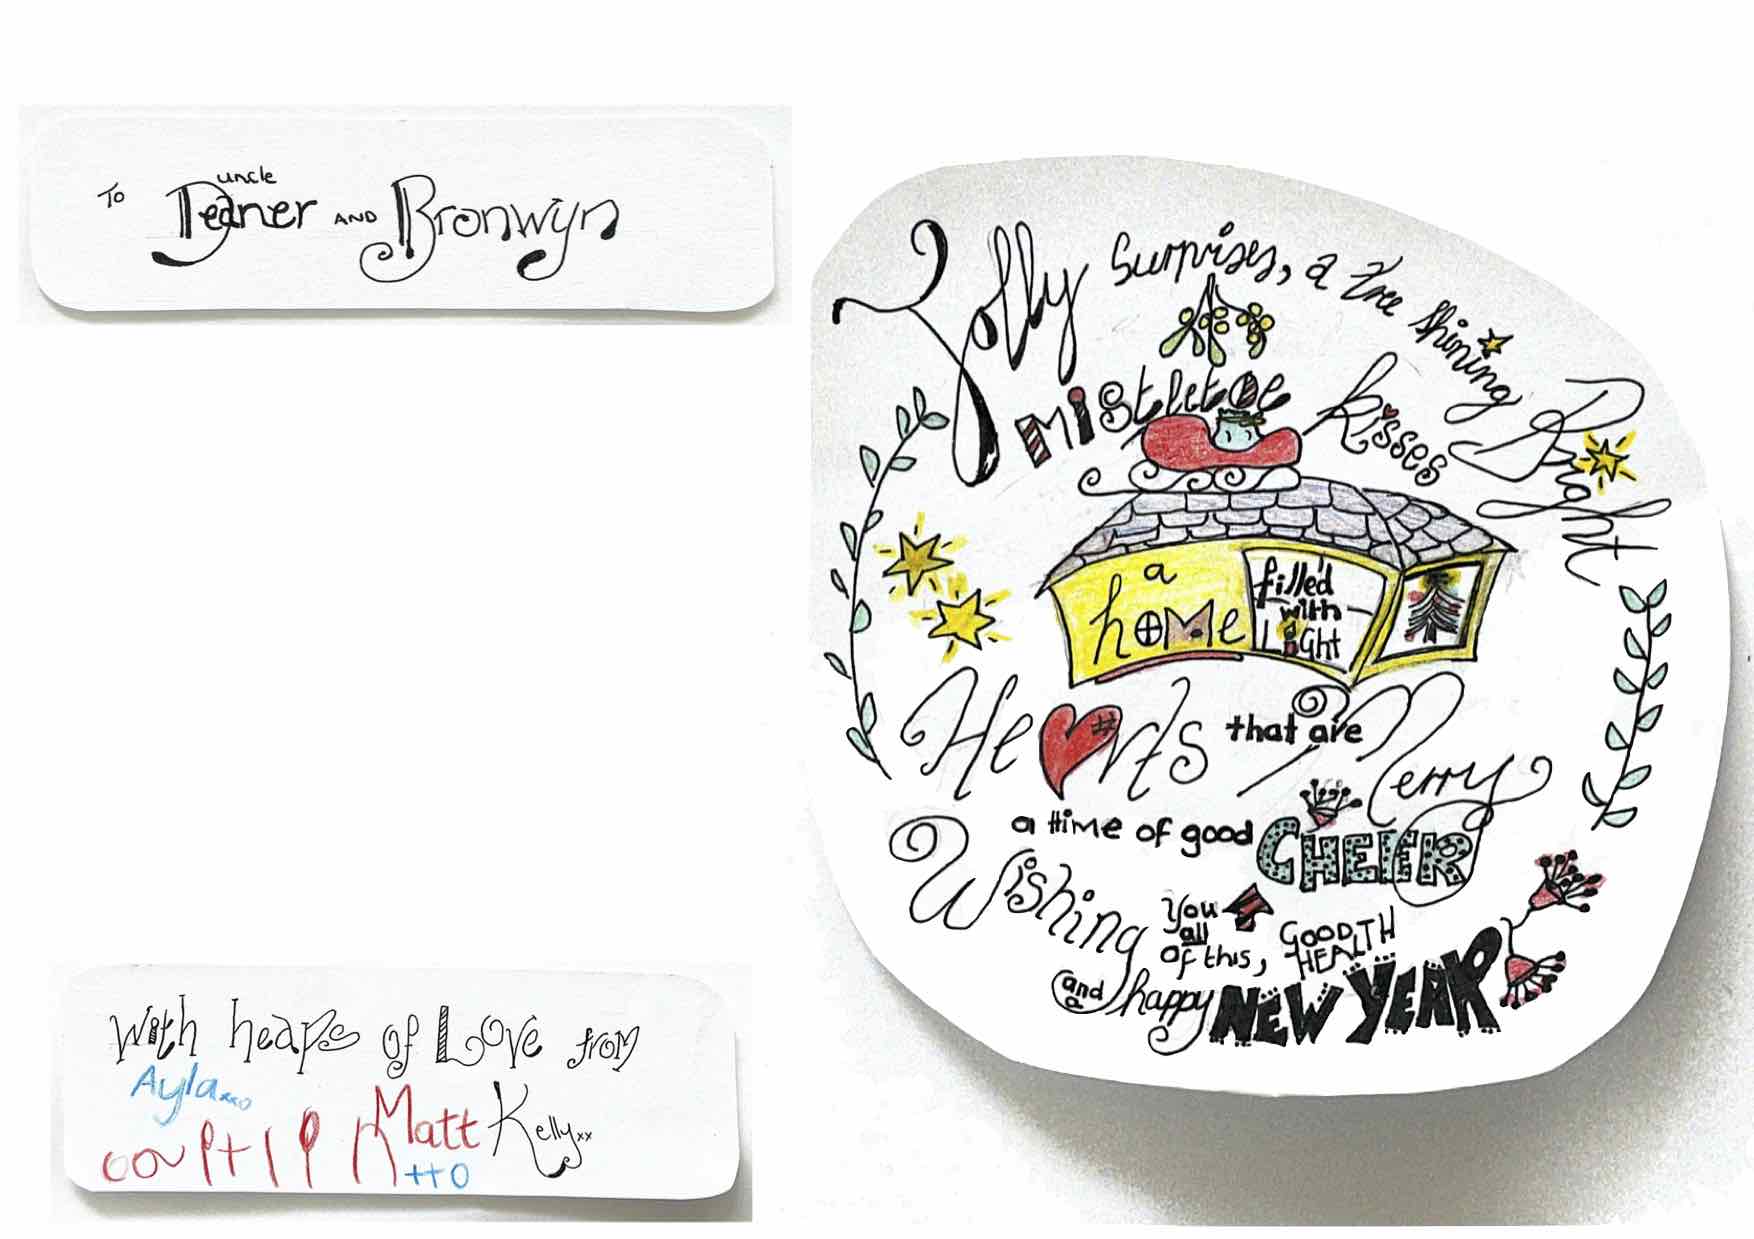 To uncle Deaner AND Bronwyn
Jolly Surprises, a tree shining Bright
mistletoe kisses
a home filled with Light
Hearts that are Merry
a time of good CHEER
Wishing you all of this, GOOD HEALTH
and a happy NEW YEAR
With heaps of Love from
Ayla xxo
Matt Kelly xx